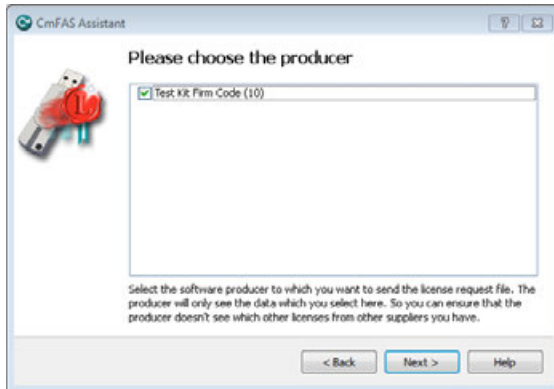 CmFAS Assistant
Please choose the producer
Test Kit Firm Code (10)
Select the software producer to which you want to send the license request file. The
producer will only see the data which you select here. So you can ensure that the
producer doesn't see which other licenses from other suppliers you have.
< Back Next > Help